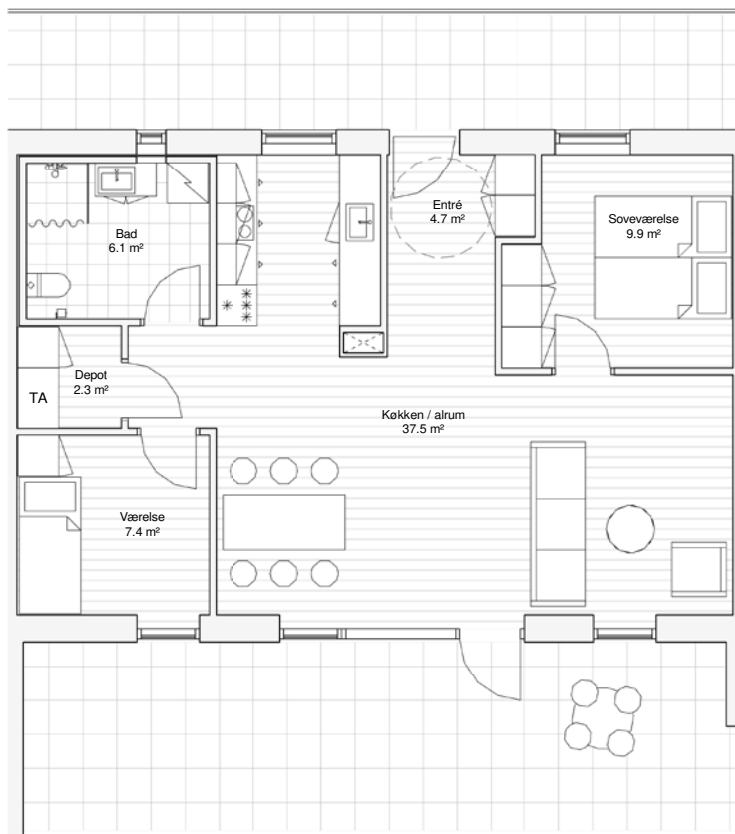 Entré
4.7 m²
Soveværelse
9.9 m²
Bad
6.1 m²
Depot
2.3 m²
TA
Køkken / alrum
37.5 m²
Værelse
7.4 m²